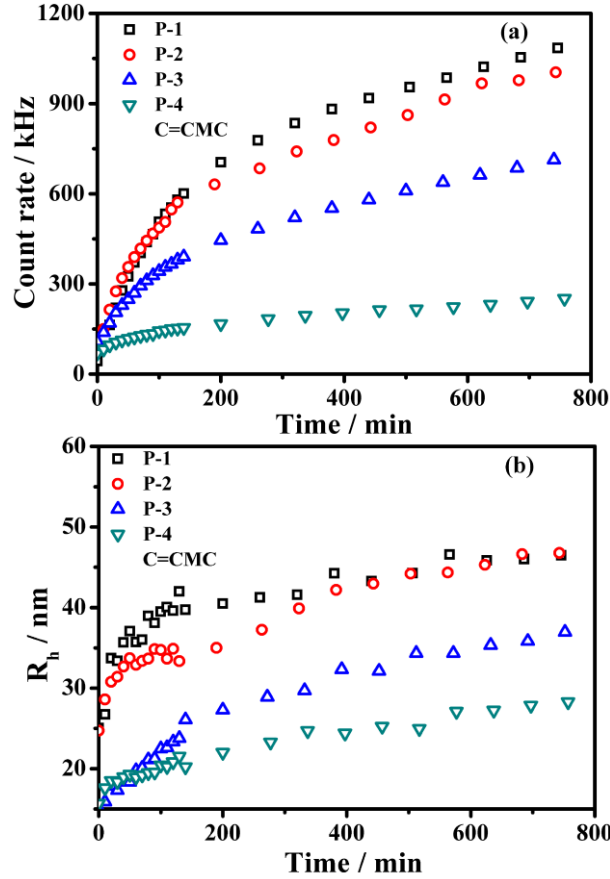 (a)
P-1
P-2
P-3
P-4
C=CMC
Count rate / kHz
1200
900
600
300
0
0 200 400 600 800
Time / min
(b)
P-1
P-2
P-3
P-4
C=CMC
R_h / nm
60
50
40
30
20
0 200 400 600 800
Time / min